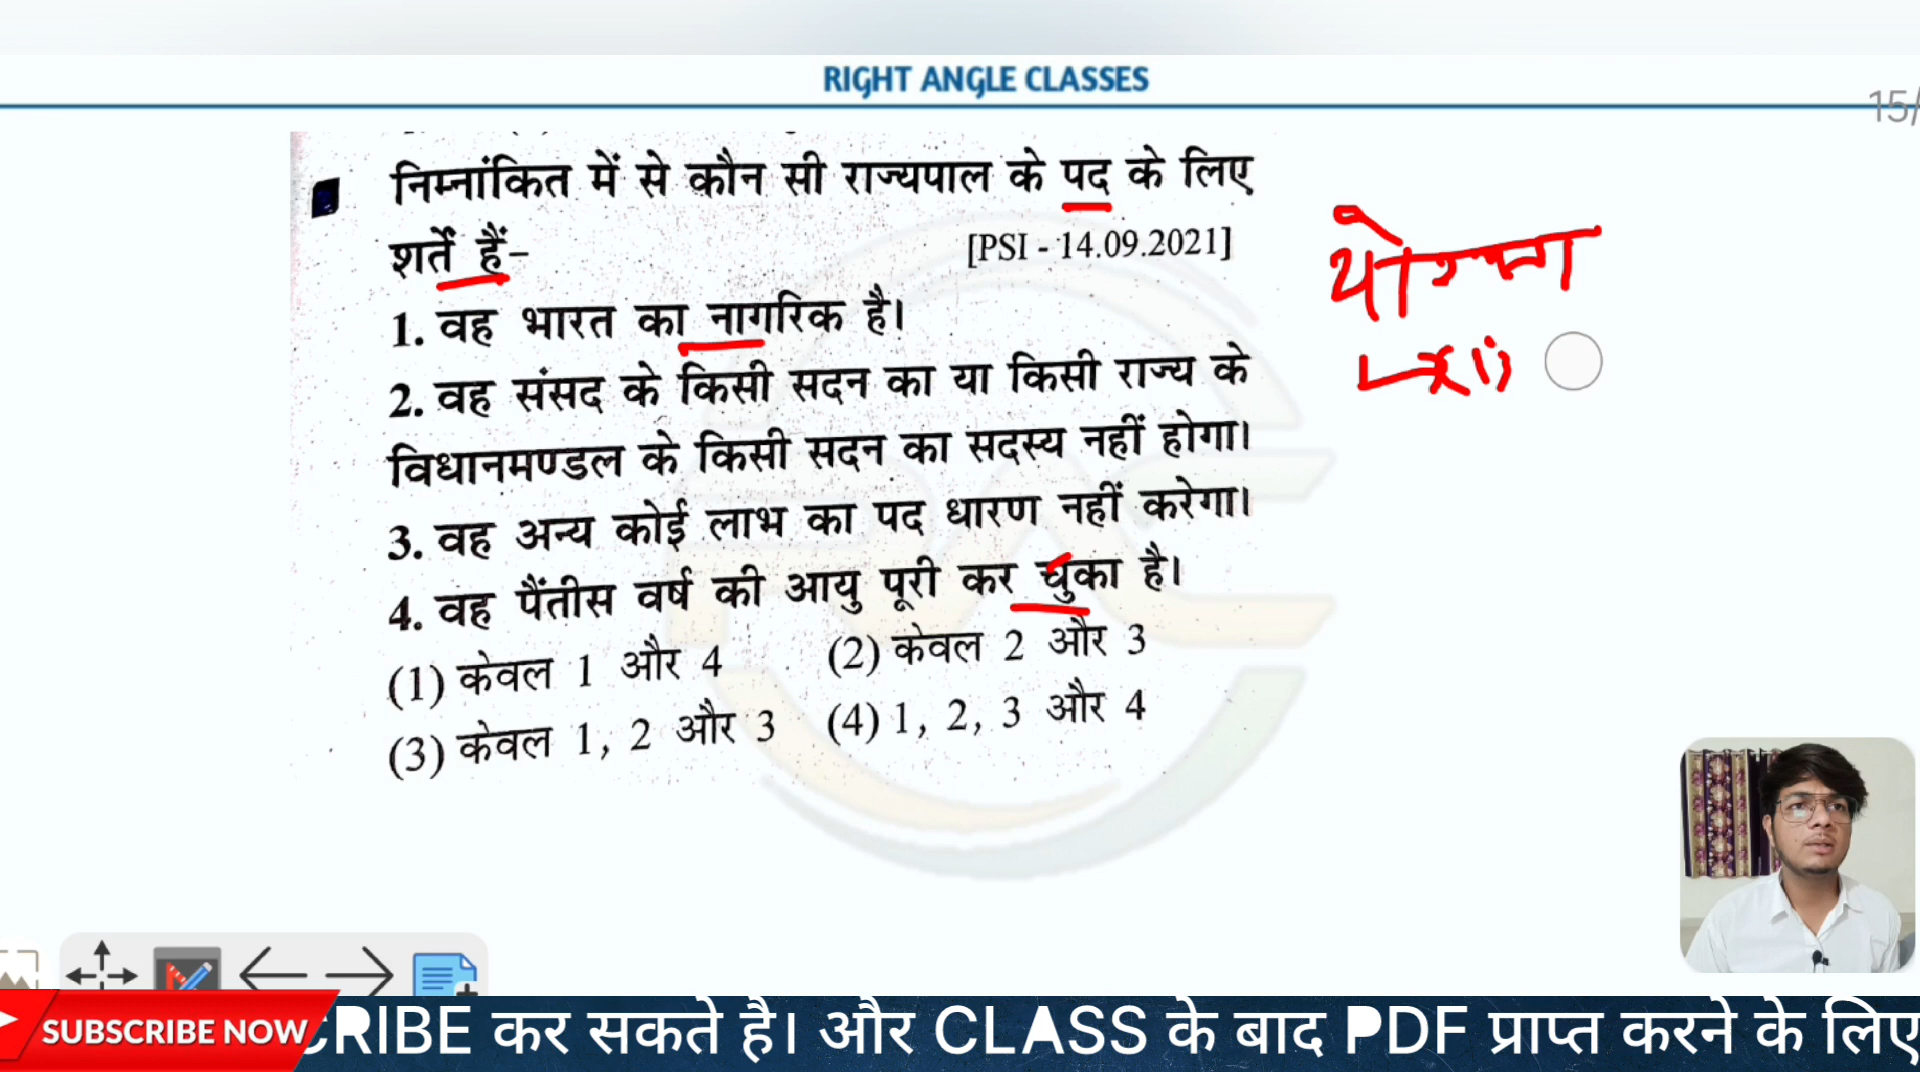 RIGHT ANGLE CLASSES
15/
निम्नांकित में से कौन सी राज्यपाल के पद के लिए
शर्तें हैं-
[PSI - 14.09.2021]
1. वह भारत का नागरिक है।
2. वह संसद के किसी सदन का या किसी राज्य के
विधानमण्डल के किसी सदन का सदस्य नहीं होगा।
3. वह अन्य कोई लाभ का पद धारण नहीं करेगा।
4. वह पैंतीस वर्ष की आयु पूरी कर चुका है।
(1) केवल 1 और 4 (2) केवल 2 और 3
(3) केवल 1, 2 और 3 (4) 1, 2, 3 और 4
SUBSCRIBE NOW
CRIBE कर सकते है। और CLASS के बाद PDF प्राप्त करने के लिए